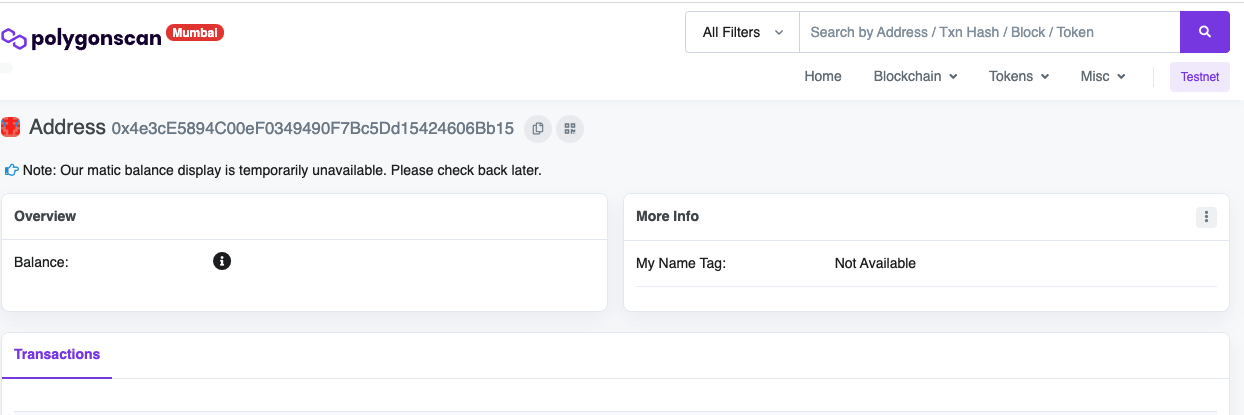 polygonscan Mumbai
All Filters Search by Address / Txn Hash / Block / Token
Home Blockchain Tokens Misc Testnet
Address 0x4e3cE5894C00eF0349490F7Bc5Dd15424606Bb15
Note: Our matic balance display is temporarily unavailable. Please check back later.
Overview
Balance:
More Info
My Name Tag: Not Available
Transactions